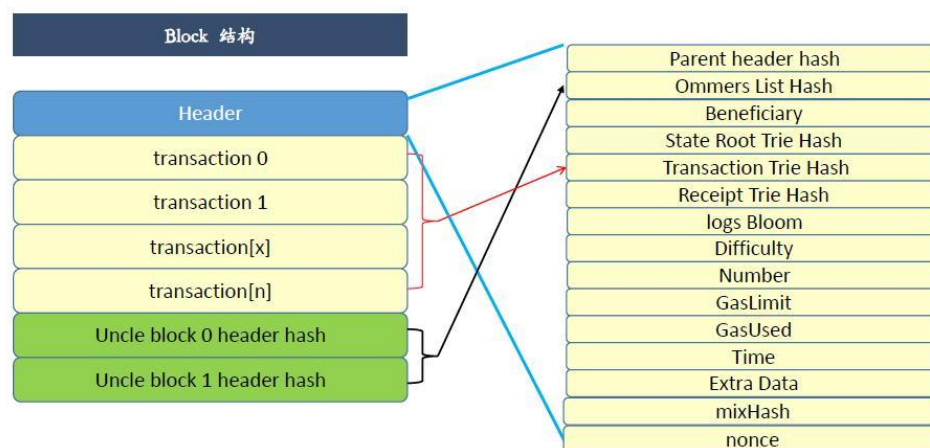 Block 结构
Header
transaction 0
transaction 1
transaction[x]
transaction[n]
Uncle block 0 header hash
Uncle block 1 header hash
Parent header hash
Ommers List Hash
Beneficiary
State Root Trie Hash
Transaction Trie Hash
Receipt Trie Hash
logs Bloom
Difficulty
Number
GasLimit
GasUsed
Time
Extra Data
mixHash
nonce